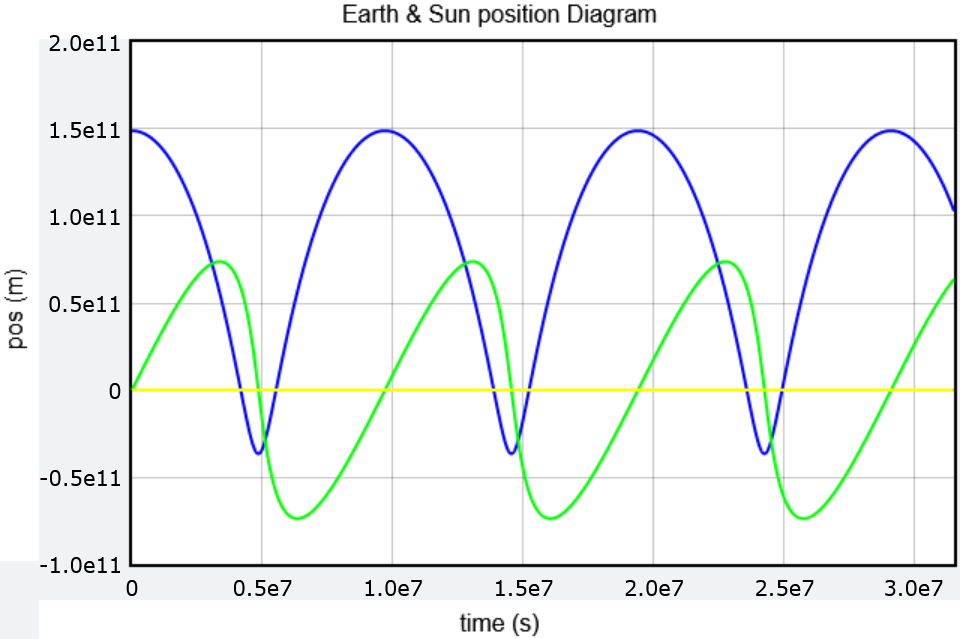 Earth & Sun position Diagram
2.0e11
1.5e11
1.0e11
0.5e11
0
-0.5e11
-1.0e11
pos (m)
0 0.5e7 1.0e7 1.5e7 2.0e7 2.5e7 3.0e7
time (s)